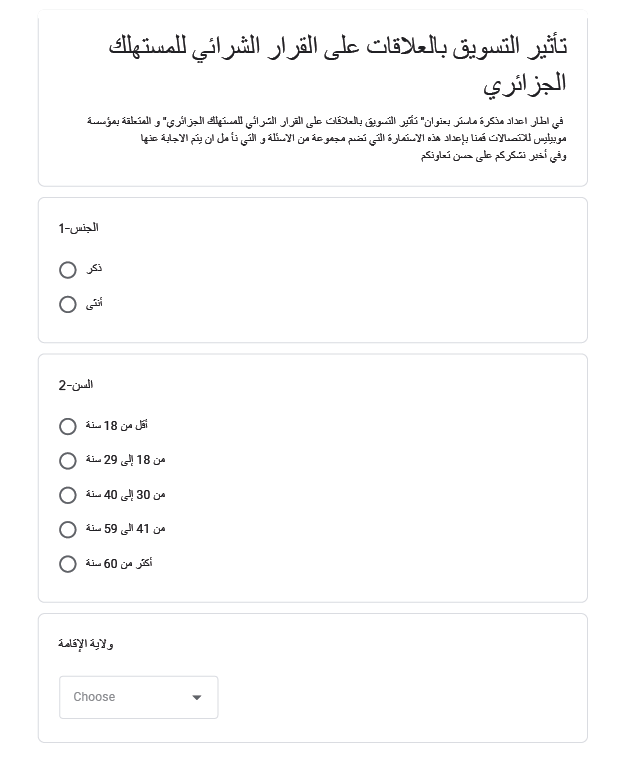 تأثير التسويق بالعلاقات على القرار الشرائي للمستهلك
الجزائري
في اطار اعداد مذكرة ماستر بعنوان" تأثير التسويق بالعلاقات على القرار الشرائي للمستهلك الجزائري" و المتعلقة بمؤسسة
موبيليس للاتصالات قمنا بإعداد هذه الاستمارة التي تضم مجموعة من الاسئلة و التي نأ مل ان يتم الاجابة عنها
وفي أخير نشكركم على حسن تعاونكم
1-الجنس
ذكر
أنثى
2-السن
أقل من 18 سنة
من 18 إلى 29 سنة
من 30 إلى 40 سنة
من 41 الى 59 سنة
أكثر من 60 سنة
ولاية الإقامة
Choose